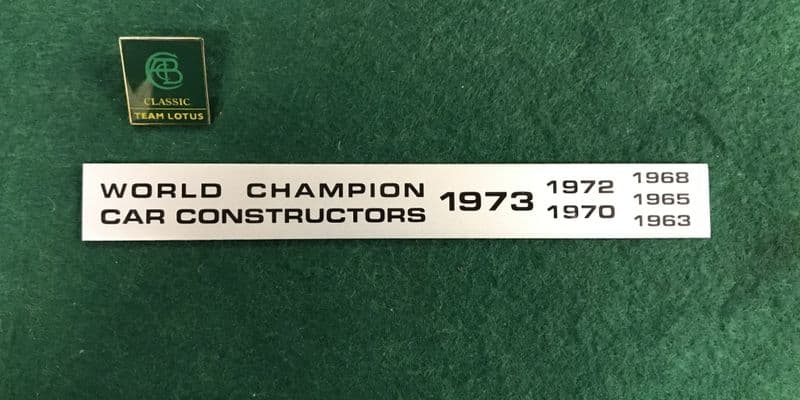 CLASSIC
TEAM LOTUS
WORLD CHAMPION
CAR CONSTRUCTORS
1973
1972
1970
1968
1965
1963